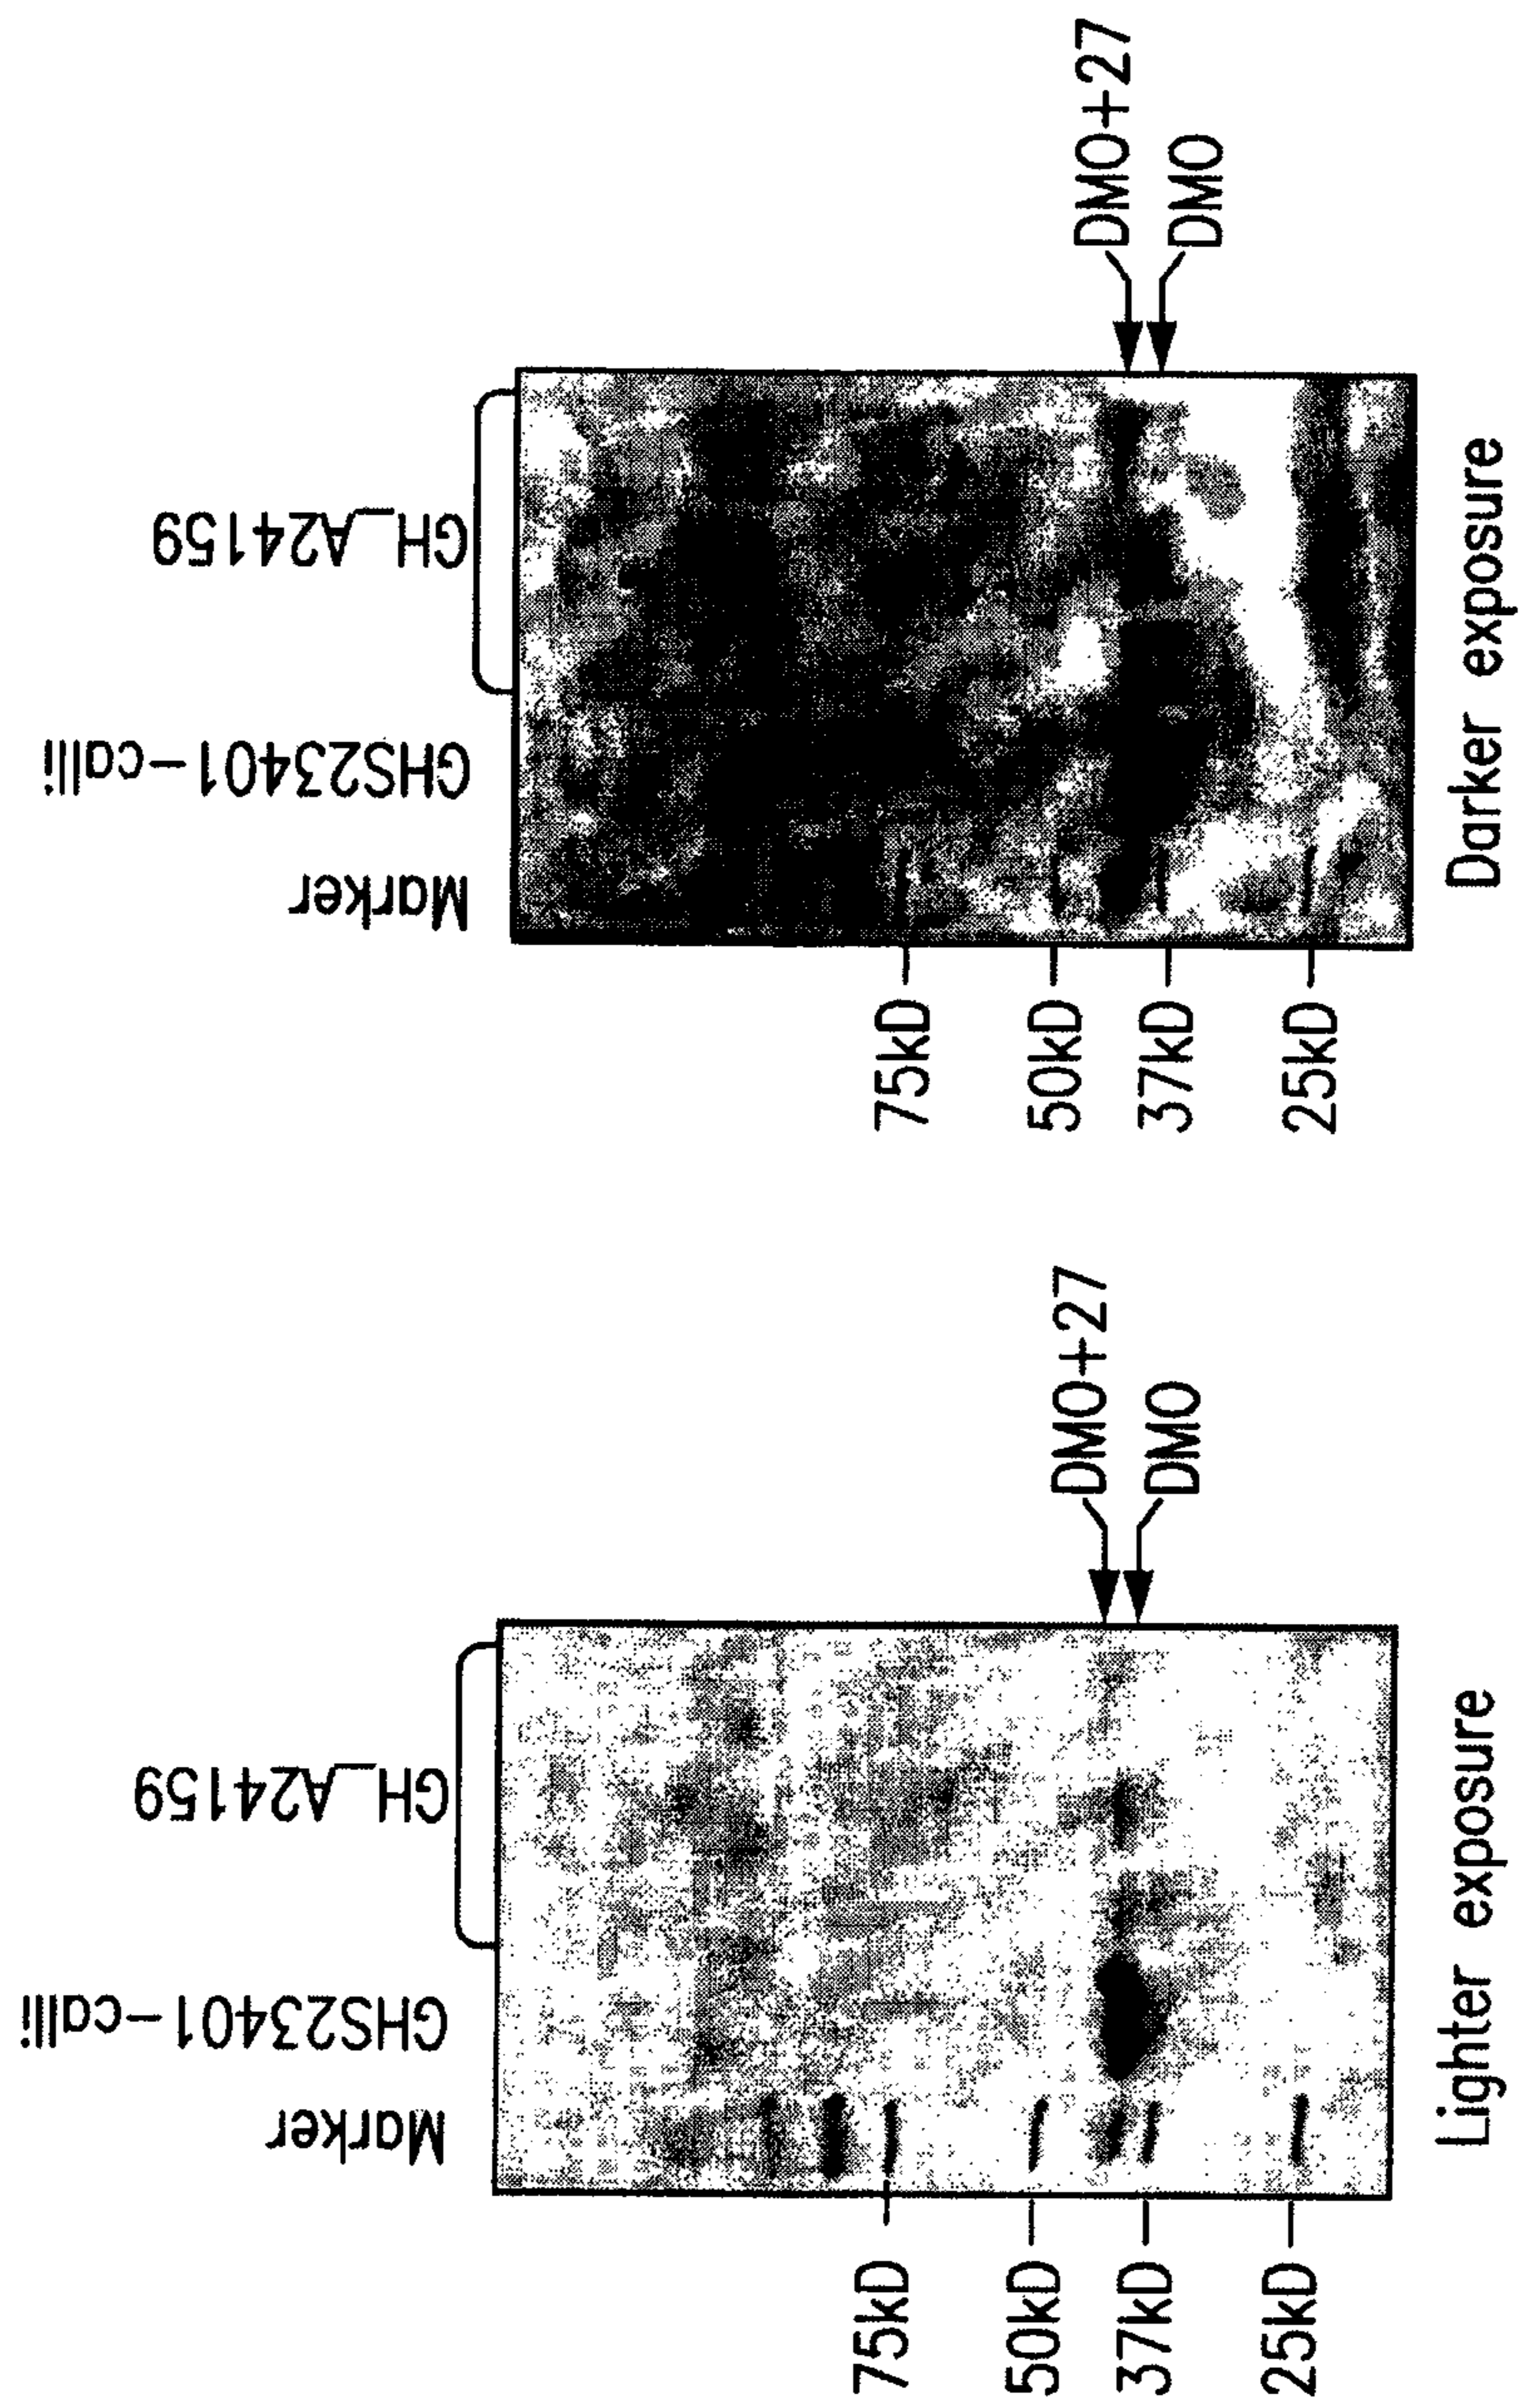 Marker
GHS23401-calli
GH_A24159
75kD
50kD
37kD
25kD
DMO+27
DMO
Lighter exposure
Marker
GHS23401-calli
GH_A24159
75kD
50kD
37kD
25kD
DMO+27
DMO
Darker exposure